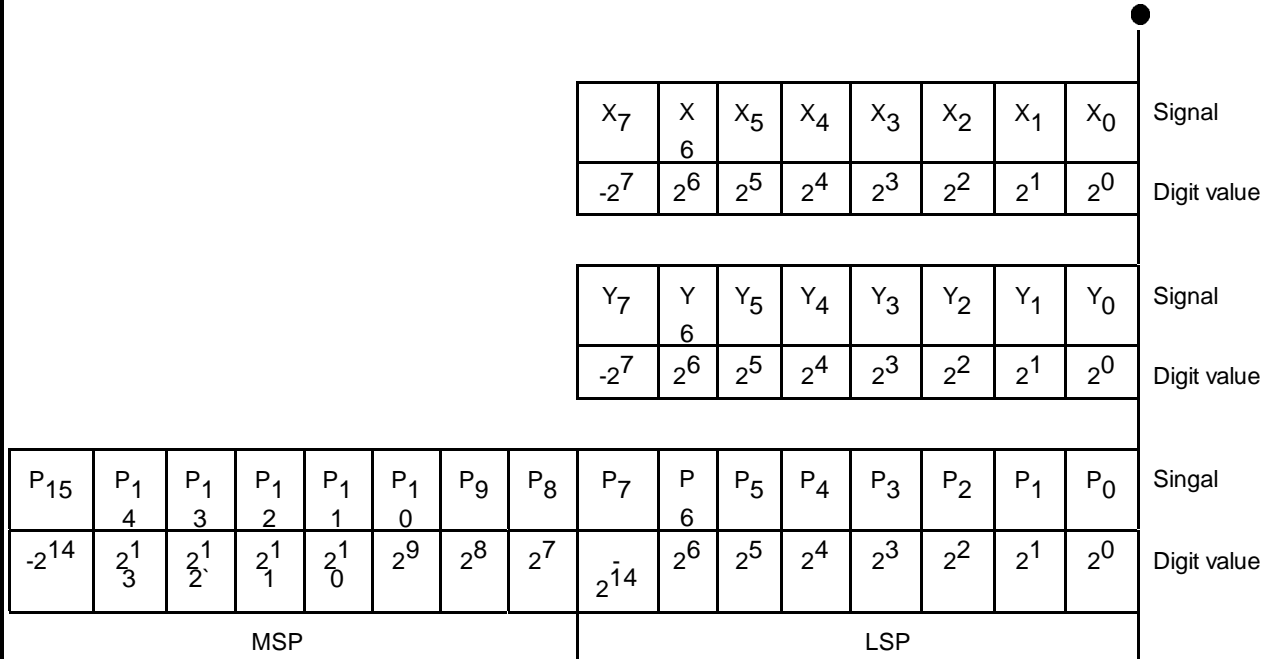 X7 X6 X5 X4 X3 X2 X1 X0 Signal
-2^7 2^6 2^5 2^4 2^3 2^2 2^1 2^0 Digit value
Y7 Y6 Y5 Y4 Y3 Y2 Y1 Y0 Signal
-2^7 2^6 2^5 2^4 2^3 2^2 2^1 2^0 Digit value
P15 P14 P13 P12 P11 P10 P9 P8 P7 P6 P5 P4 P3 P2 P1 P0 Singal
-2^14 2^13 2^12` 2^11 2^10 2^9 2^8 2^7 -2^14 2^6 2^5 2^4 2^3 2^2 2^1 2^0 Digit value
MSP LSP